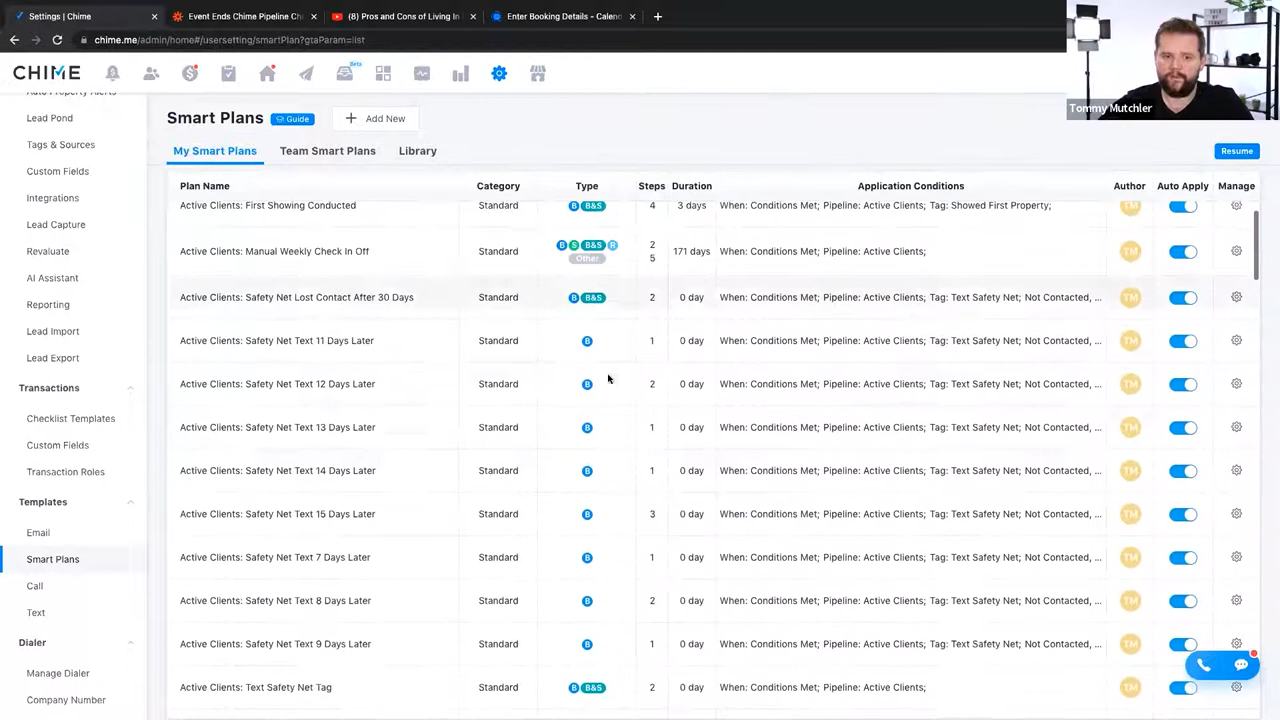 Settings | Chime
Event Ends Chime Pipeline Ch
(8) Pros and Cons of Living In
Enter Booking Details - Calend
chime.me/admin/home#/usersetting/smartPlan?gtaParam=list
CHIME
Beta
Tommy Mutchler
Auto Property Alerts
Lead Pond
Tags & Sources
Custom Fields
Integrations
Lead Capture
Revaluate
AI Assistant
Reporting
Lead Import
Lead Export
Transactions
Checklist Templates
Custom Fields
Transaction Roles
Templates
Email
Smart Plans
Call
Text
Dialer
Manage Dialer
Company Number
Smart Plans Guide + Add New
My Smart Plans Team Smart Plans Library Resume
Plan Name Category Type Steps Duration Application Conditions Author Auto Apply Manage
Active Clients: First Showing Conducted Standard B B&S 4 3 days When: Conditions Met; Pipeline: Active Clients; Tag: Showed First Property; TM
Active Clients: Manual Weekly Check In Off Standard B S B&S R Other 25 171 days When: Conditions Met; Pipeline: Active Clients; TM
Active Clients: Safety Net Lost Contact After 30 Days Standard B B&S 2 0 day When: Conditions Met; Pipeline: Active Clients; Tag: Text Safety Net; Not Contacted, ... TM
Active Clients: Safety Net Text 11 Days Later Standard B 1 0 day When: Conditions Met; Pipeline: Active Clients; Tag: Text Safety Net; Not Contacted, ... TM
Active Clients: Safety Net Text 12 Days Later Standard B 2 0 day When: Conditions Met; Pipeline: Active Clients; Tag: Text Safety Net; Not Contacted, ... TM
Active Clients: Safety Net Text 13 Days Later Standard B 1 0 day When: Conditions Met; Pipeline: Active Clients; Tag: Text Safety Net; Not Contacted, ... TM
Active Clients: Safety Net Text 14 Days Later Standard B 1 0 day When: Conditions Met; Pipeline: Active Clients; Tag: Text Safety Net; Not Contacted, ... TM
Active Clients: Safety Net Text 15 Days Later Standard B 3 0 day When: Conditions Met; Pipeline: Active Clients; Tag: Text Safety Net; Not Contacted, ... TM
Active Clients: Safety Net Text 7 Days Later Standard B 1 0 day When: Conditions Met; Pipeline: Active Clients; Tag: Text Safety Net; Not Contacted, ... TM
Active Clients: Safety Net Text 8 Days Later Standard B 2 0 day When: Conditions Met; Pipeline: Active Clients; Tag: Text Safety Net; Not Contacted, ... TM
Active Clients: Safety Net Text 9 Days Later Standard B 1 0 day When: Conditions Met; Pipeline: Active Clients; Tag: Text Safety Net; Not Contacted, ... TM
Active Clients: Text Safety Net Tag Standard B B&S 2 0 day When: Conditions Met; Pipeline: Active Clients; TM